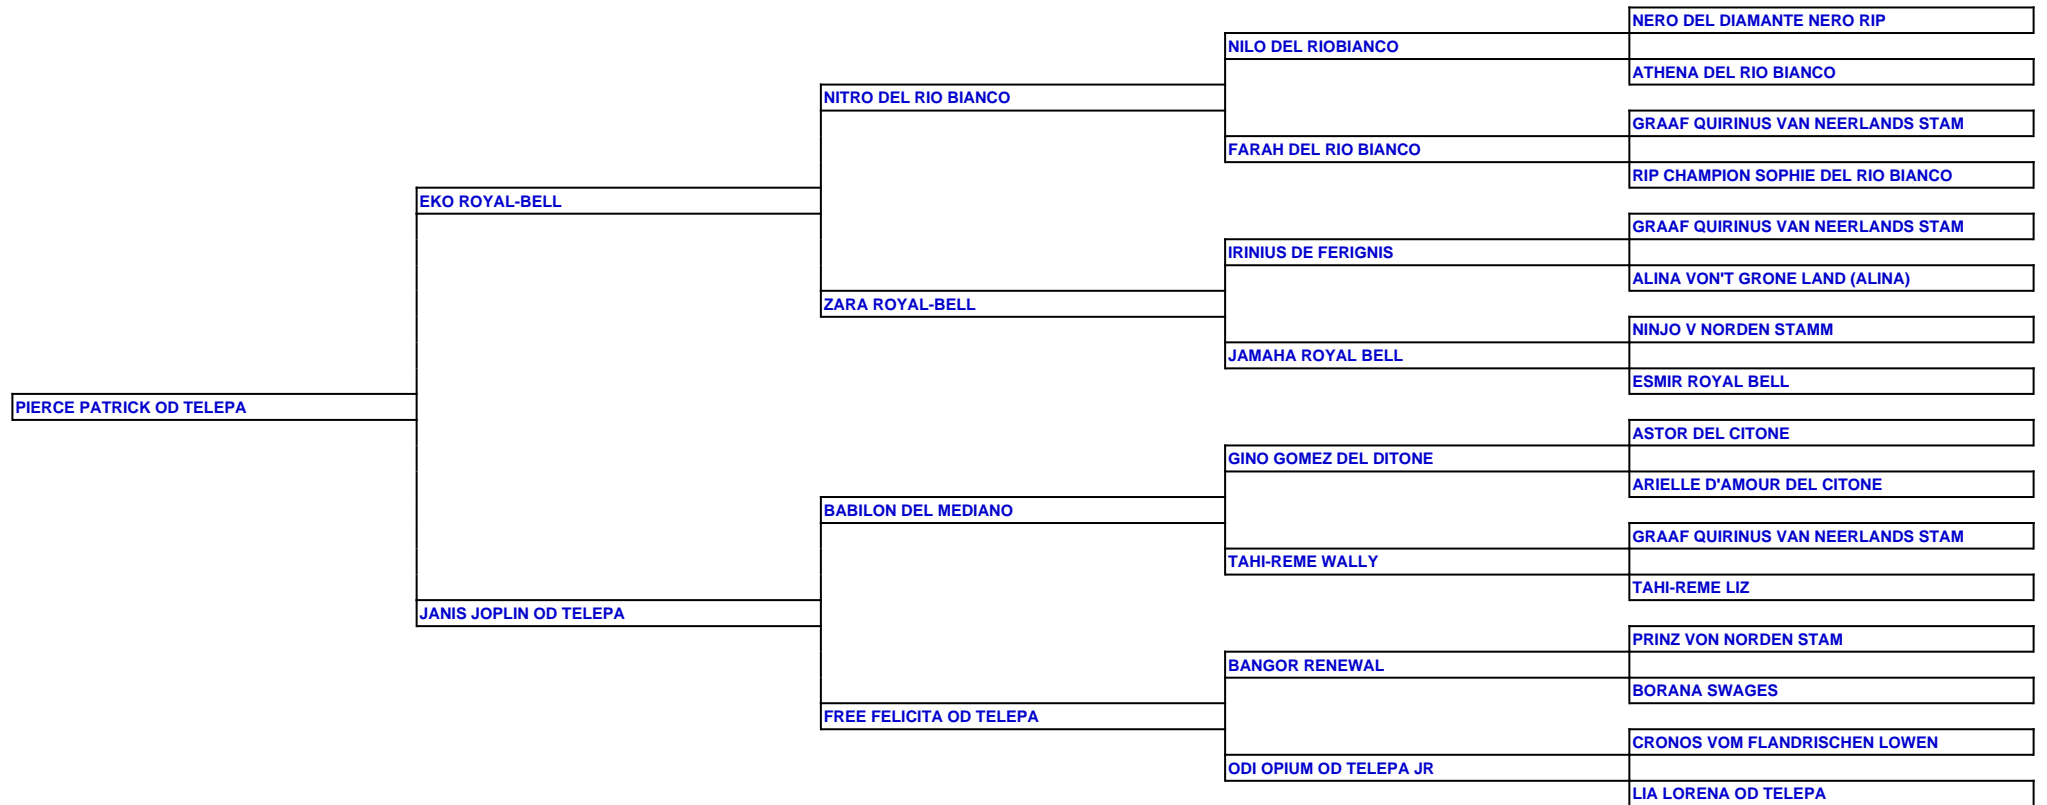 NERO DEL DIAMANTE NERO RIP
NILO DEL RIOBIANCO
ATHENA DEL RIO BIANCO
NITRO DEL RIO BIANCO
GRAAF QUIRINUS VAN NEERLANDS STAM
FARAH DEL RIO BIANCO
RIP CHAMPION SOPHIE DEL RIO BIANCO
EKO ROYAL-BELL
GRAAF QUIRINUS VAN NEERLANDS STAM
IRINIUS DE FERIGNIS
ALINA VON'T GRONE LAND (ALINA)
ZARA ROYAL-BELL
NINJO V NORDEN STAMM
JAMAHA ROYAL BELL
ESMIR ROYAL BELL
PIERCE PATRICK OD TELEPA
ASTOR DEL CITONE
GINO GOMEZ DEL DITONE
ARIELLE D'AMOUR DEL CITONE
BABILON DEL MEDIANO
GRAAF QUIRINUS VAN NEERLANDS STAM
TAHI-REME WALLY
TAHI-REME LIZ
JANIS JOPLIN OD TELEPA
PRINZ VON NORDEN STAM
BANGOR RENEWAL
BORANA SWAGES
FREE FELICITA OD TELEPA
CRONOS VOM FLANDRISCHEN LOWEN
ODI OPIUM OD TELEPA JR
LIA LORENA OD TELEPA